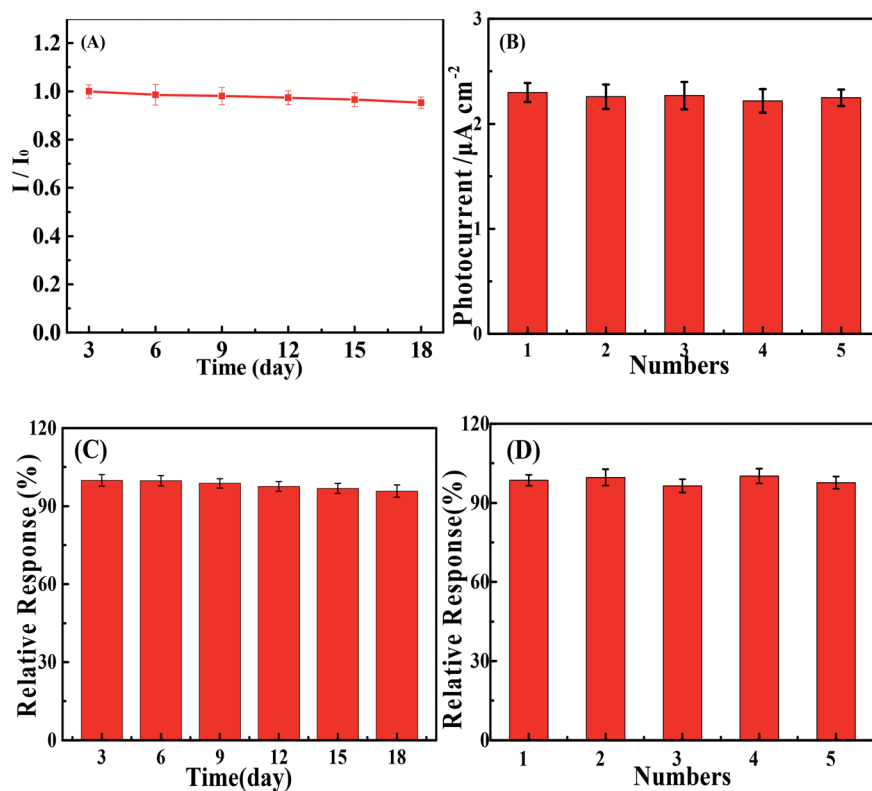 (A)
1.2
1.0
0.8
0.6
0.4
0.2
0.0
I / I₀
3 6 9 12 15 18
Time (day)
(B)
3
2
1
0
Photocurrent /μA cm⁻²
1 2 3 4 5
Numbers
(C)
120
90
60
30
0
Relative Response (%)
3 6 9 12 15 18
Time(day)
(D)
120
90
60
30
0
Relative Response(%)
1 2 3 4 5
Numbers